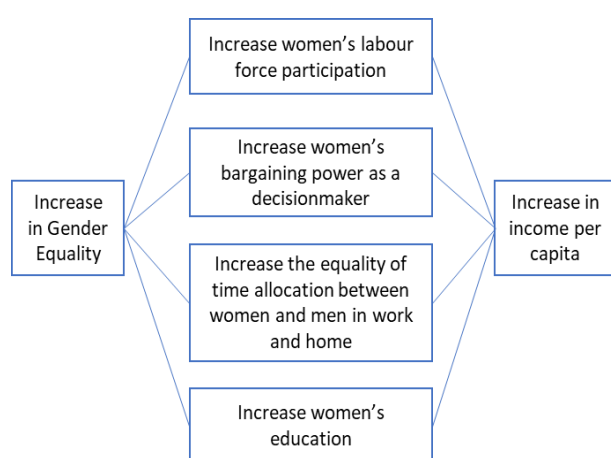 Increase women's labour
force participation
Increase women's
bargaining power as a
decisionmaker
Increase
in Gender
Equality
Increase in
income per
capita
Increase the equality of
time allocation between
women and men in work
and home
Increase women's
education